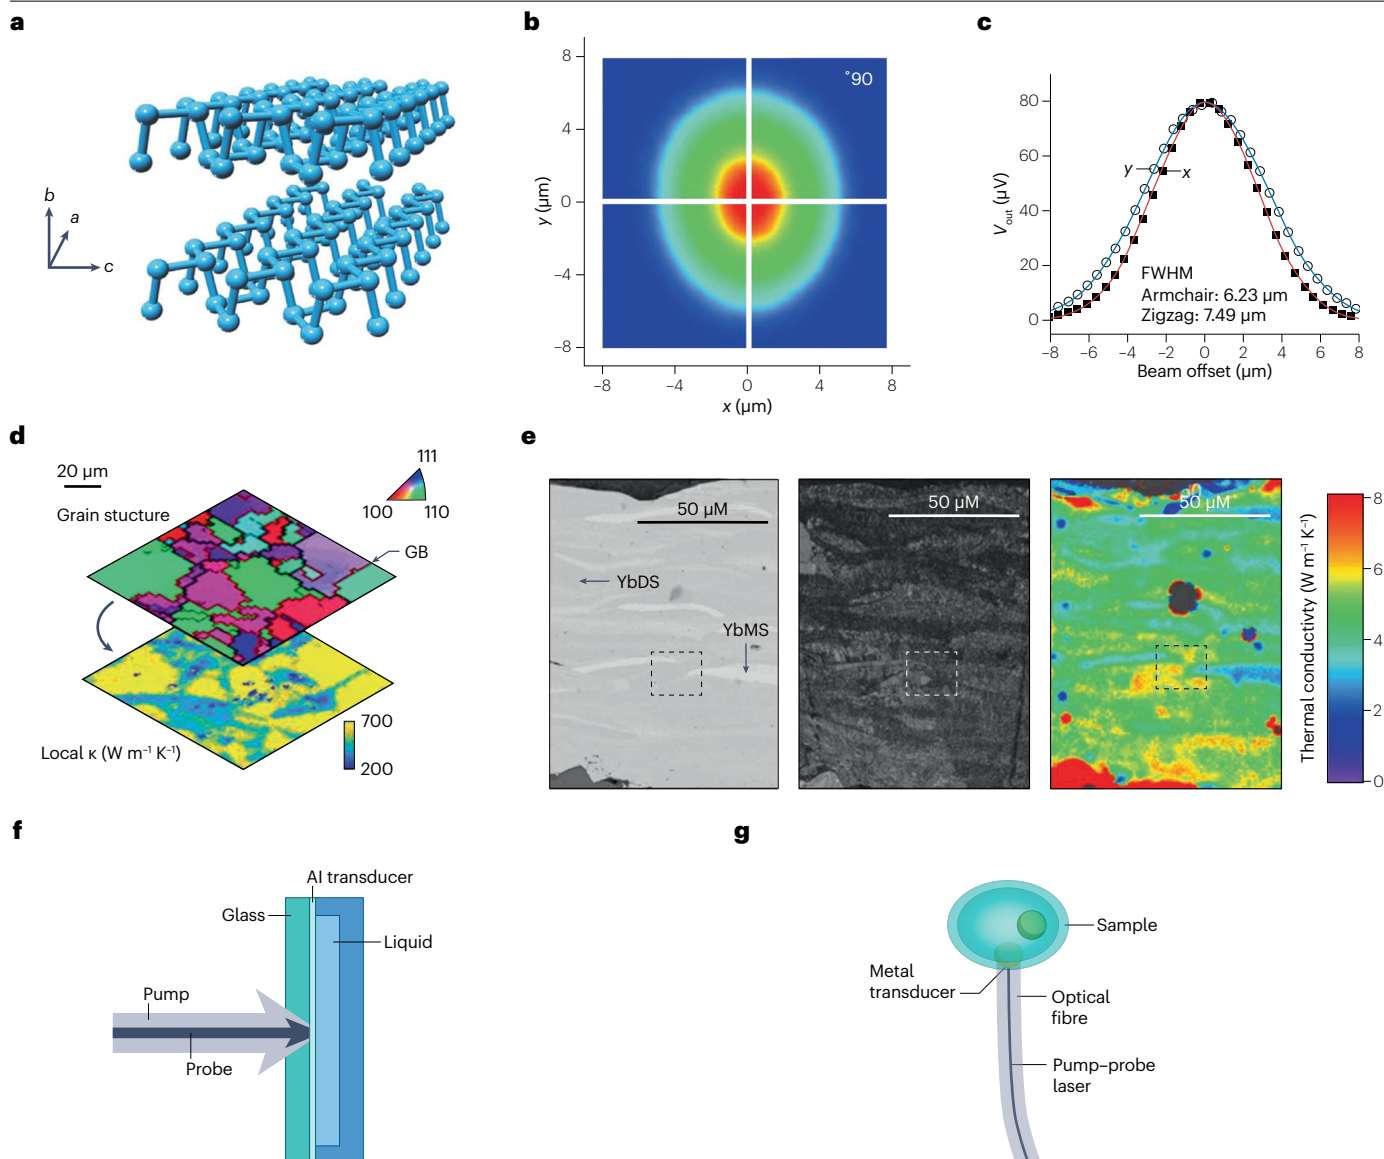 a
b
a
c
b
˚90
8
4
0
−4
−8
y (µm)
−8 −4 0 4 8
x (µm)
c
80
60
40
20
0
Vout (µV)
y
x
FWHM
Armchair: 6.23 µm
Zigzag: 7.49 µm
−8 −6 −4 −2 0 2 4 6 8
Beam offset (µm)
d
20 µm
Grain stucture
111
100 110
GB
Local κ (W m−1 K−1)
700
200
e
50 µM
YbDS
YbMS
50 µM
50 µM
Thermal conductivty (W m−1 K−1)
8
6
4
2
0
f
Al transducer
Glass
Liquid
Pump
Probe
g
Sample
Metal
transducer
Optical
fibre
Pump–probe
laser